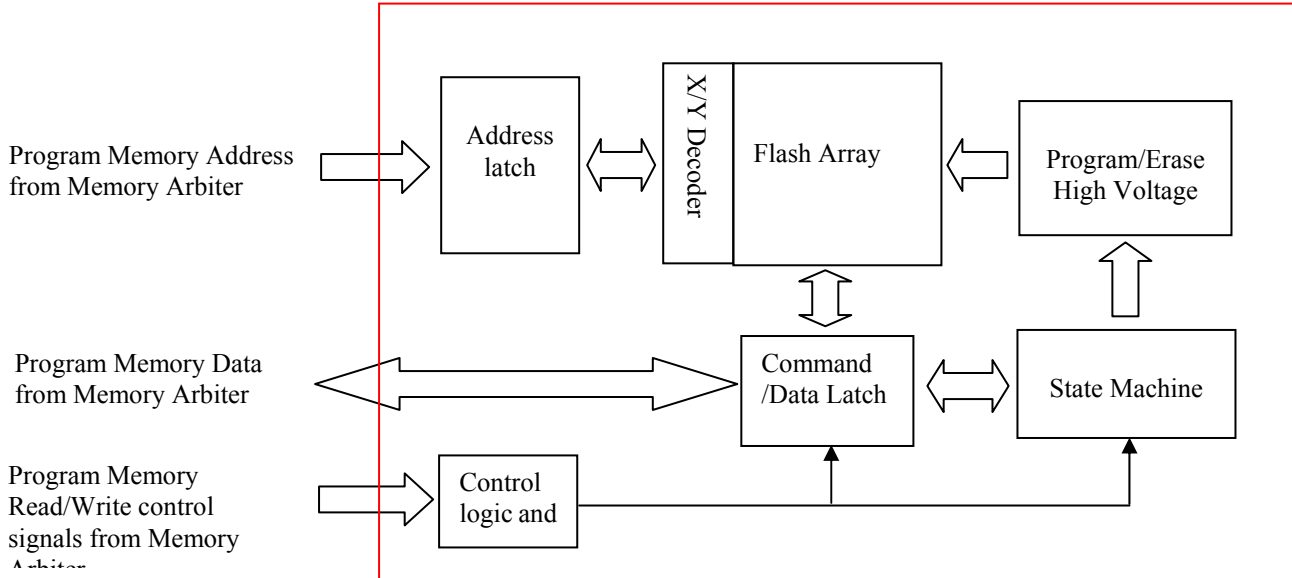 Program Memory Address
from Memory Arbiter
Address
latch
X/Y Decoder
Flash Array
Program/Erase
High Voltage
Program Memory Data
from Memory Arbiter
Command
/Data Latch
State Machine
Program Memory
Read/Write control
signals from Memory
Arbiter
Control
logic and